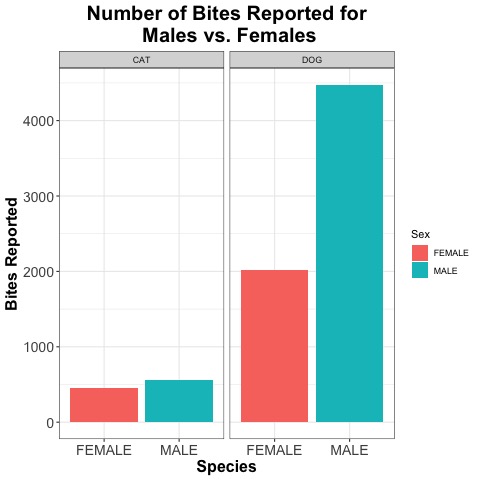 Number of Bites Reported for
Males vs. Females
CAT
DOG
4000
3000
2000
1000
0
Bites Reported
FEMALE
MALE
FEMALE
MALE
Species
Sex
FEMALE
MALE